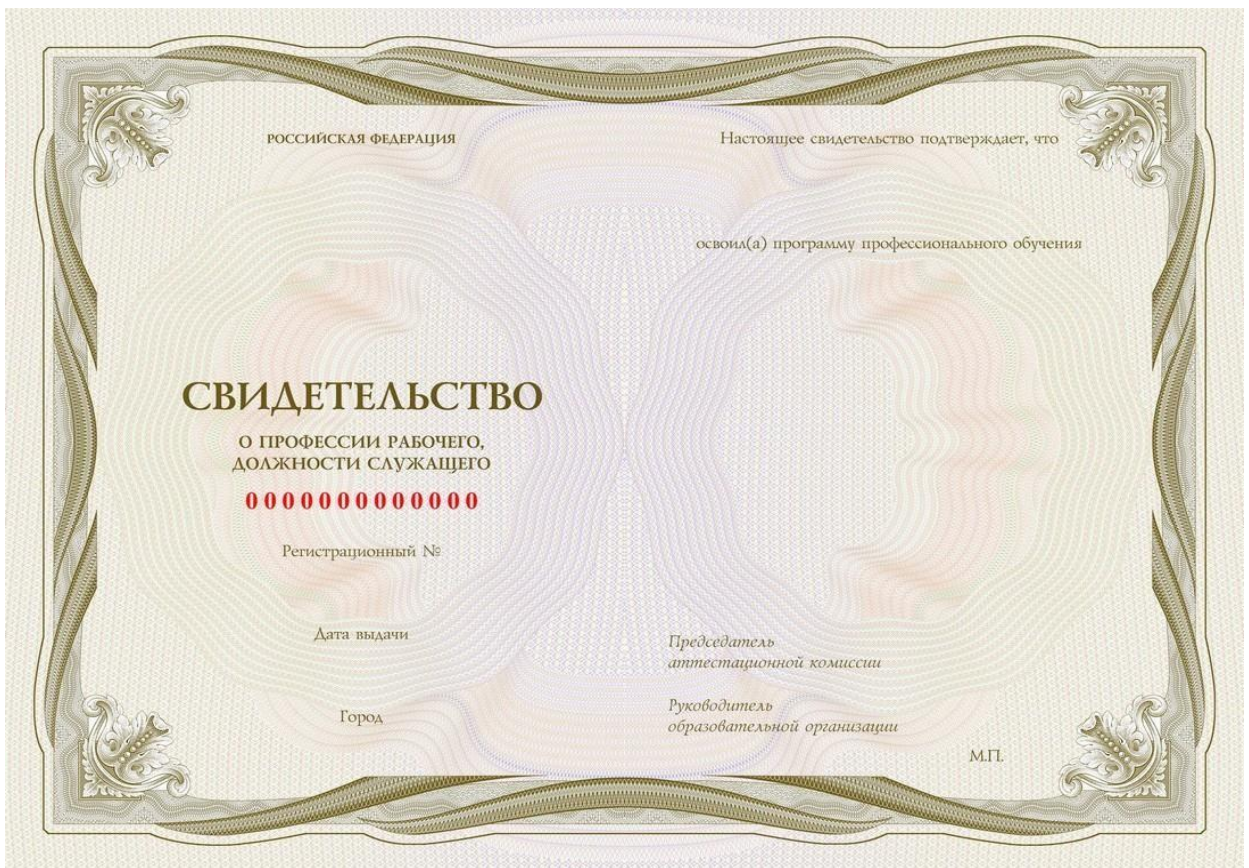 РОССИЙСКАЯ ФЕДЕРАЦИЯ
СВИДЕТЕЛЬСТВО
О ПРОФЕССИИ РАБОЧЕГО,
ДОЛЖНОСТИ СЛУЖАЩЕГО
0000000000000
Регистрационный №
Дата выдачи
Город
Настоящее свидетельство подтверждает, что
освоил(а) программу профессионального обучения
Председатель
аттестационной комиссии
Руководитель
образовательной организации
М.П.